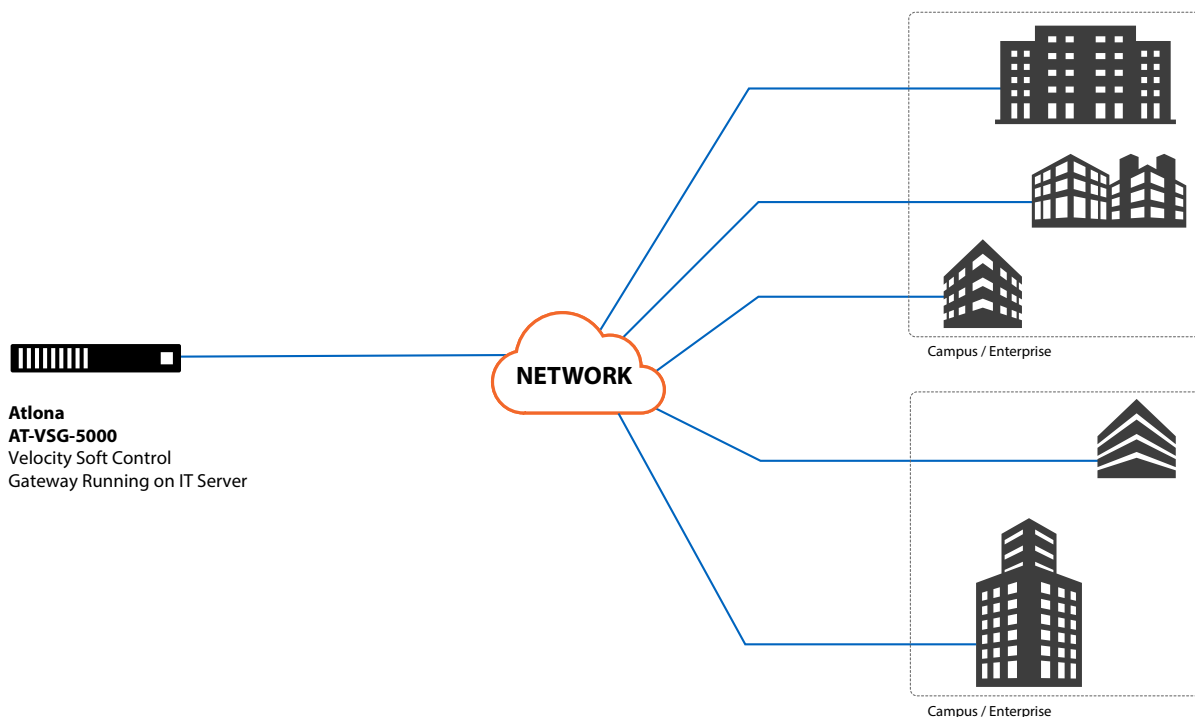 NETWORK
Campus / Enterprise
Atlona
AT-VSG-5000
Velocity Soft Control
Gateway Running on IT Server
Campus / Enterprise